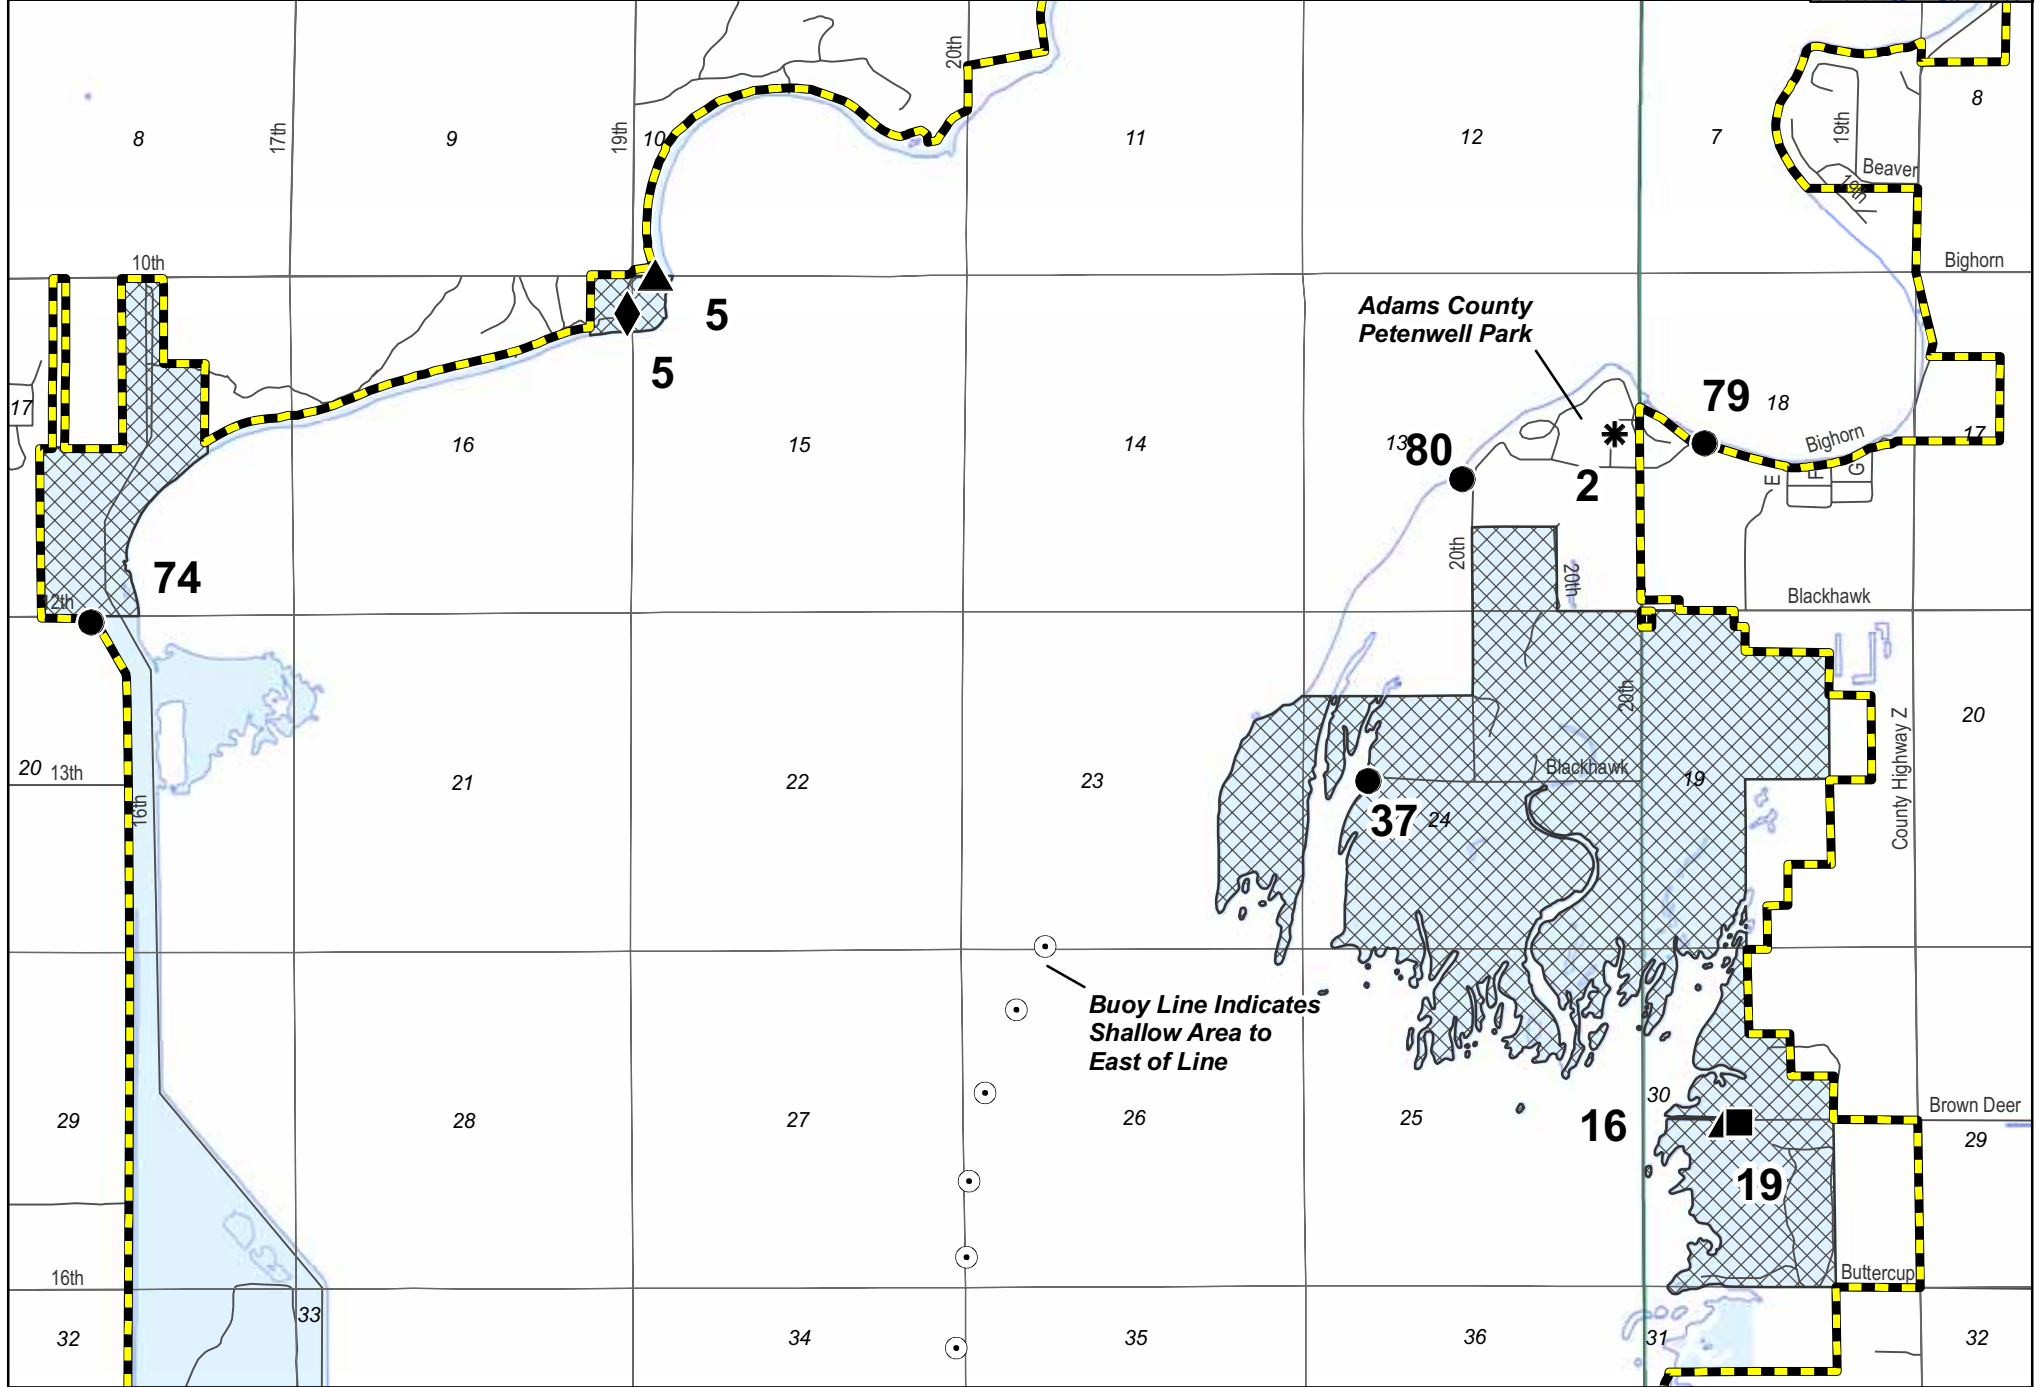 20th
8
17th
9
19th
10
11
12
7
19th
8
Beaver
19th
10th
Bighorn
5
5
Adams County
Petenwell Park
17
16
15
14
13
80
2
79
18
Bighorn
17
E
F
G
74
12th
20th
20th
Blackhawk
20
13th
16th
21
22
23
37
24
Blackhawk
20th
19
County Highway Z
20
Buoy Line Indicates
Shallow Area to
East of Line
29
28
27
26
25
16
30
19
Brown Deer
29
16th
Buttercup
32
33
34
35
36
31
32